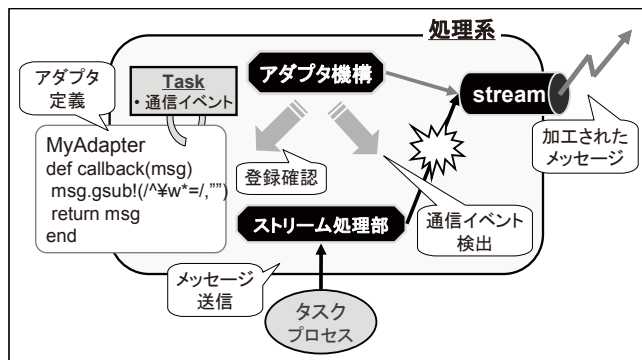 処理系
アダプタ
定義
Task
・通信イベント
アダプタ機構
stream
加工された
メッセージ
MyAdapter
def callback(msg)
msg.gsub!(/^¥w*=/,"")
return msg
end
登録確認
通信イベント
検出
ストリーム処理部
メッセージ
送信
タスク
プロセス